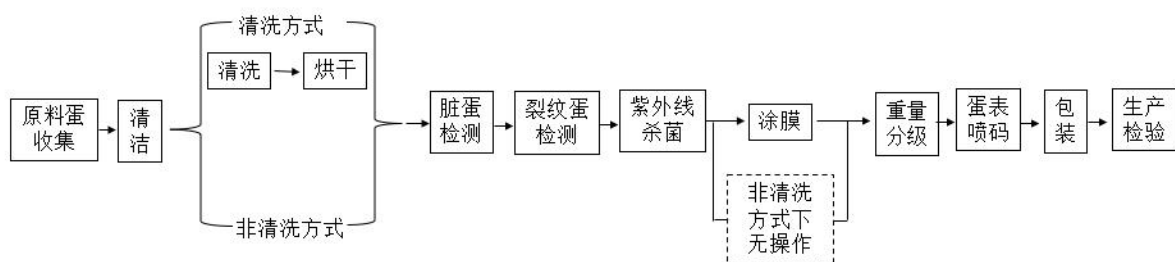 清洗方式
清洗
烘干
原料蛋
收集
清
洁
脏蛋
检测
裂纹蛋
检测
紫外线
杀菌
涂膜
重量
分级
蛋表
喷码
包
装
生产
检验
非清洗方式
非清洗
方式下
无操作